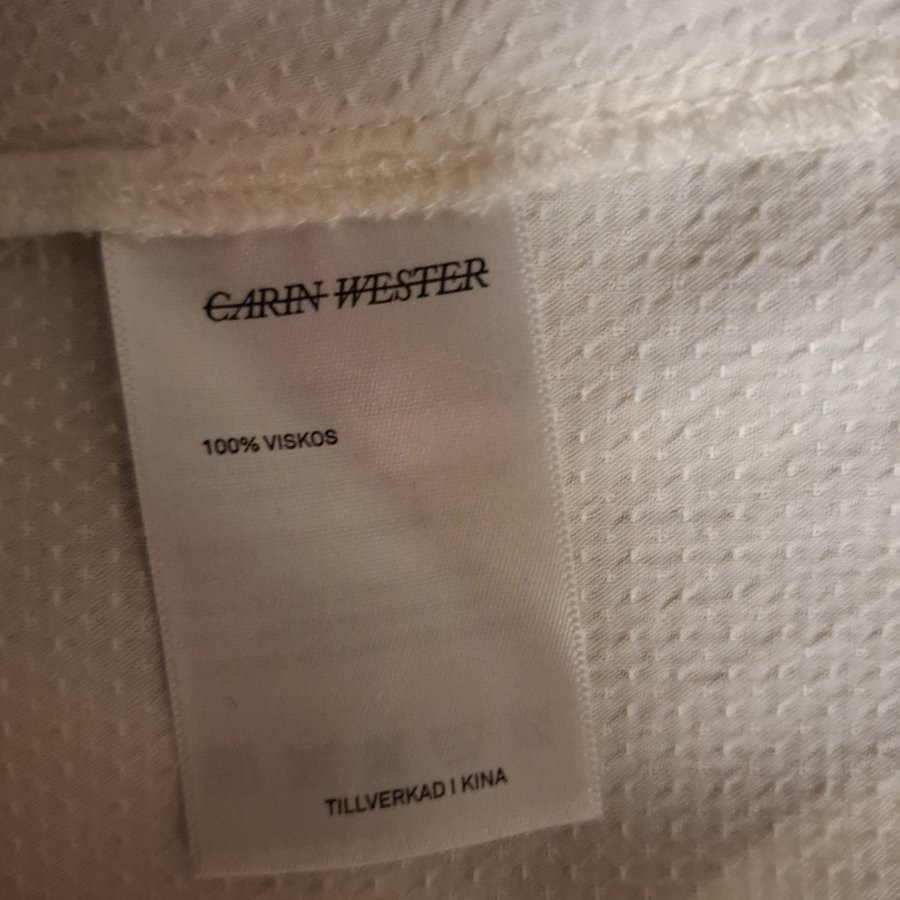 CARIN WESTER
100% VISKOS
TILLVERKAD I KINA